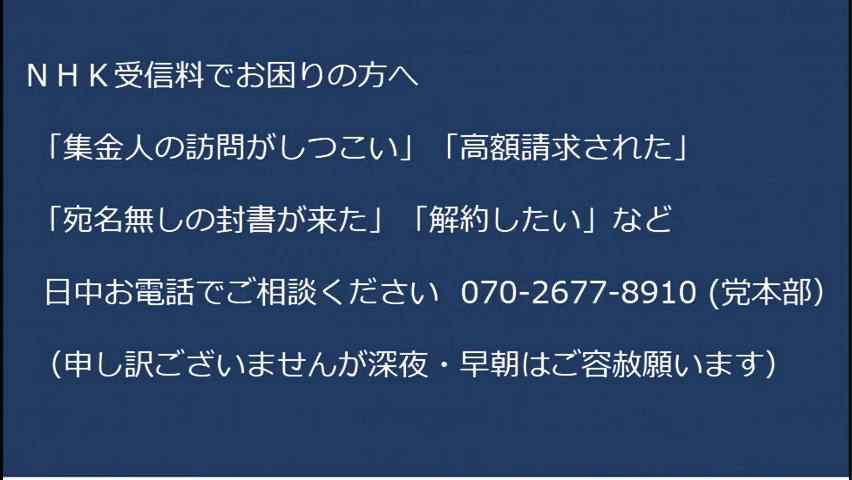 ＮＨＫ受信料でお困りの方へ
「集金人の訪問がしつこい」「高額請求された」
「宛名無しの封書が来た」「解約したい」など
日中お電話でご相談ください 070-2677-8910 (党本部）
（申し訳ございませんが深夜・早朝はご容赦願います）